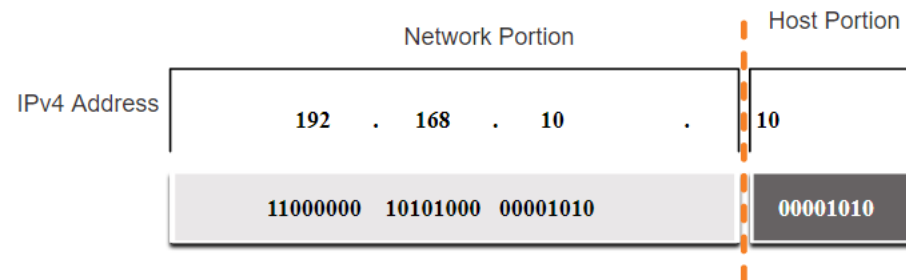 Network Portion
Host Portion
IPv4 Address
192 . 168 . 10 . 10
11000000 10101000 00001010 00001010